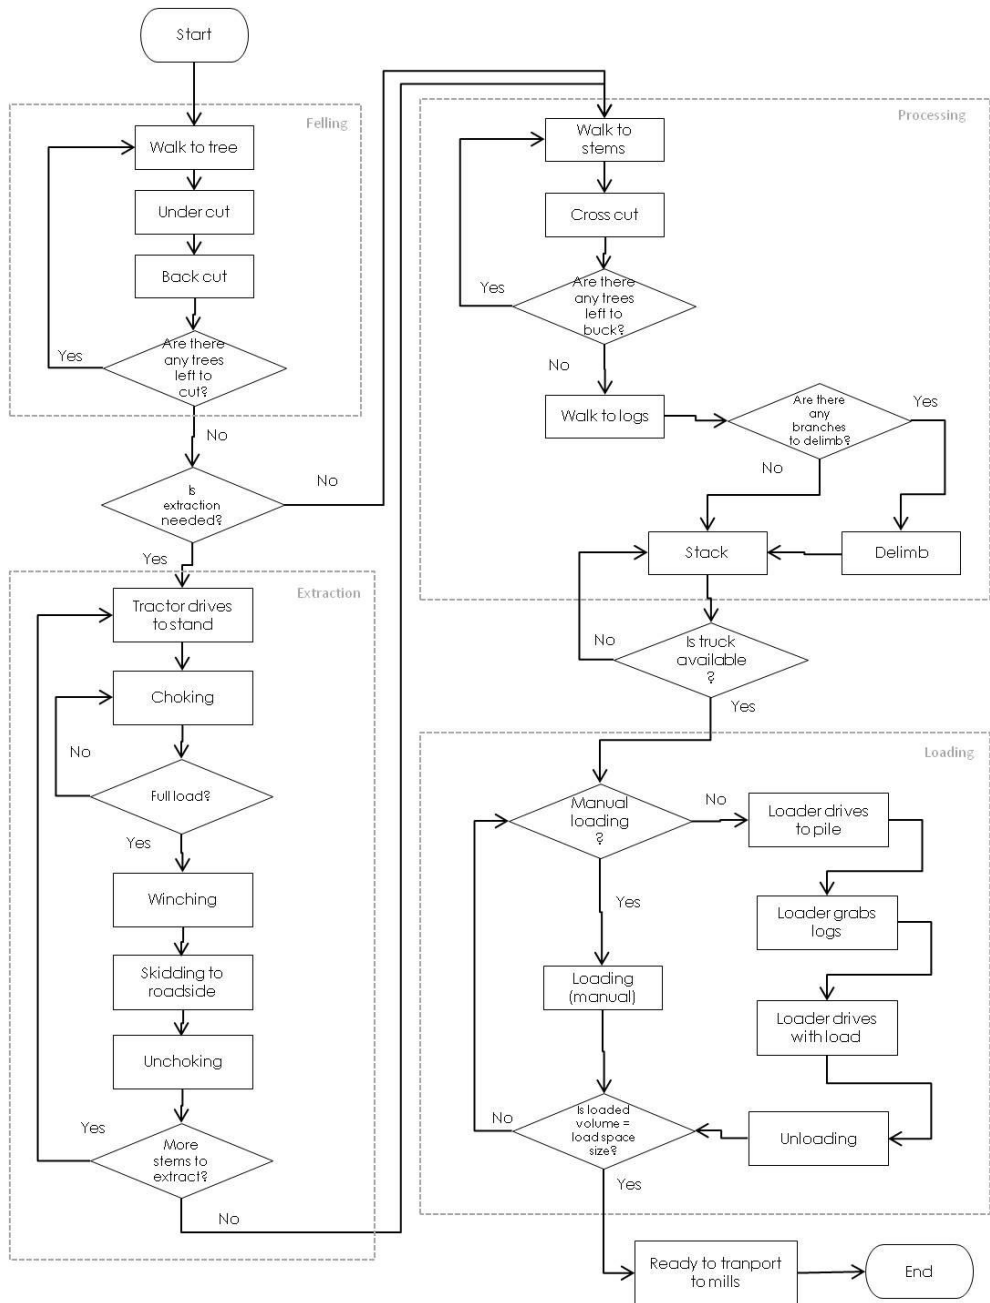 Start
Felling
Walk to tree
Under cut
Back cut
Are there
any trees
left to
cut?
Yes
No
Is
extraction
needed?
No
Yes
Extraction
Tractor drives
to stand
Choking
No
Full load?
Yes
Winching
Skidding to
roadside
Unchoking
Yes
More
stems to
extract?
No
Processing
Walk to
stems
Cross cut
Yes
Are there
any trees
left to
buck?
No
Walk to logs
Are there
any
branches
to delimb?
Yes
No
Stack
Delimb
No
Is truck
available
?
Yes
Loading
Manual
loading
?
No
Loader drives
to pile
Yes
Loader grabs
logs
Loading
(manual)
Loader drives
with load
No
Is loaded
volume =
load space
size?
Unloading
Yes
Ready to tranport
to mills
End